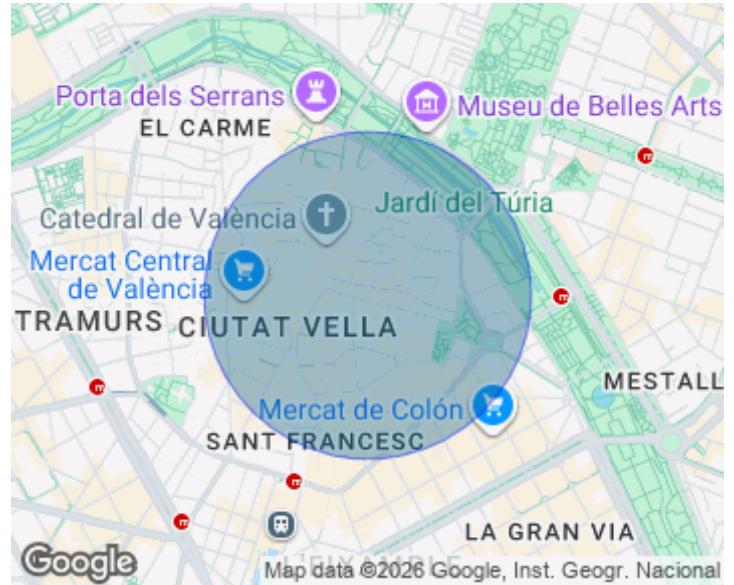 Porta dels Serrans
Museu de Belles Arts
EL CARME
Jardí del Túria
Catedral de València
Mercat Central
de València
TRAMURS
CIUTAT VELLA
MESTALL
Mercat de Colón
SANT FRANCESC
LA GRAN VIA
L'EIXAMPLE
Google
Map data ©2026 Google, Inst. Geogr. Nacional